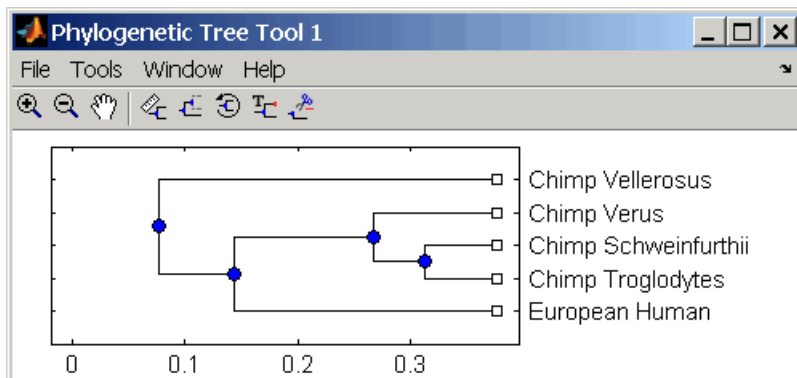 Phylogenetic Tree Tool 1
File Tools Window Help
Chimp Vellerosus
Chimp Verus
Chimp Schweinfurthii
Chimp Troglodytes
European Human
0 0.1 0.2 0.3